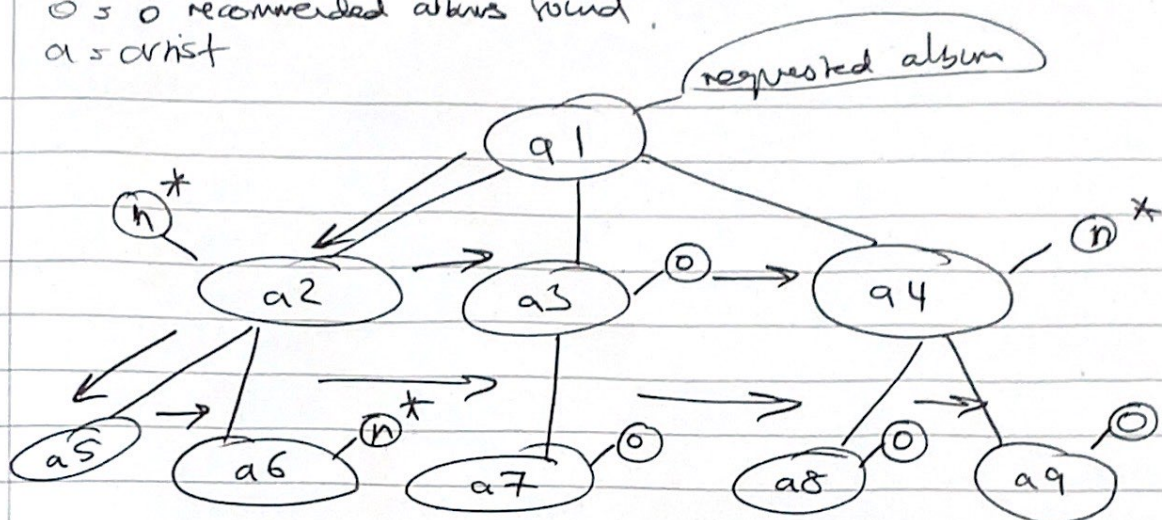 0 = 0 recommended albums found.
a = artist
requested album
a1
n *
n *
a2
a3
0
a4
a5
a6
n *
a7
0
a8
0
a9
0